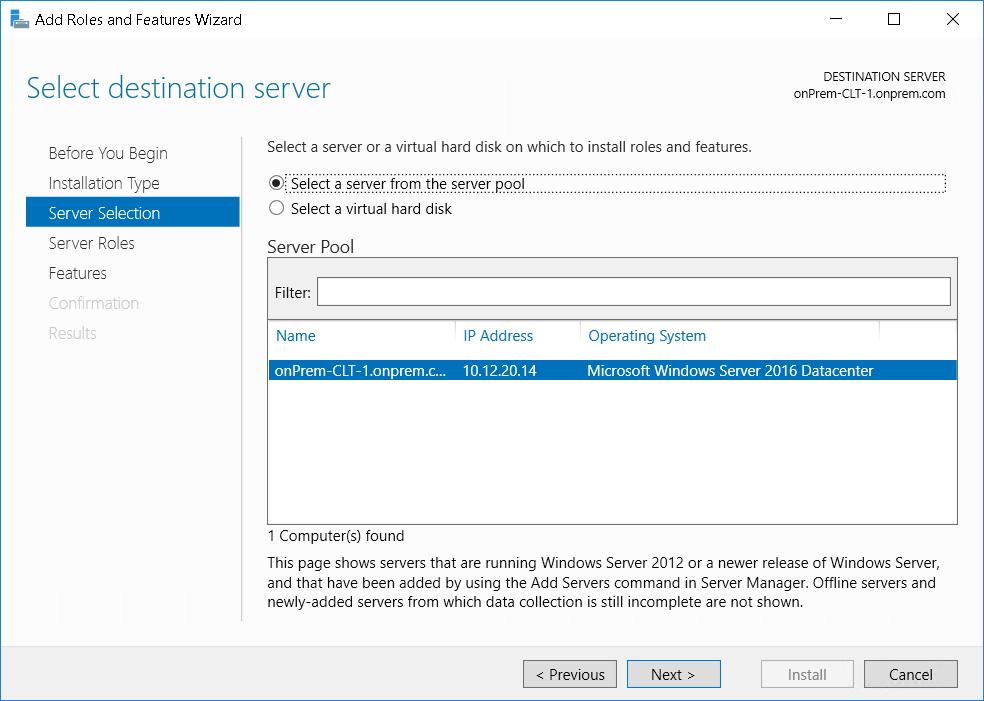 Add Roles and Features Wizard
Select destination server
DESTINATION SERVER
onPrem-CLT-1.onprem.com
Before You Begin
Installation Type
Server Selection
Server Roles
Features
Confirmation
Results
Select a server or a virtual hard disk on which to install roles and features.
Select a server from the server pool
Select a virtual hard disk
Server Pool
Filter:
Name IP Address Operating System
onPrem-CLT-1.onprem.c... 10.12.20.14 Microsoft Windows Server 2016 Datacenter
1 Computer(s) found
This page shows servers that are running Windows Server 2012 or a newer release of Windows Server,
and that have been added by using the Add Servers command in Server Manager. Offline servers and
newly-added servers from which data collection is still incomplete are not shown.
< Previous Next > Install Cancel